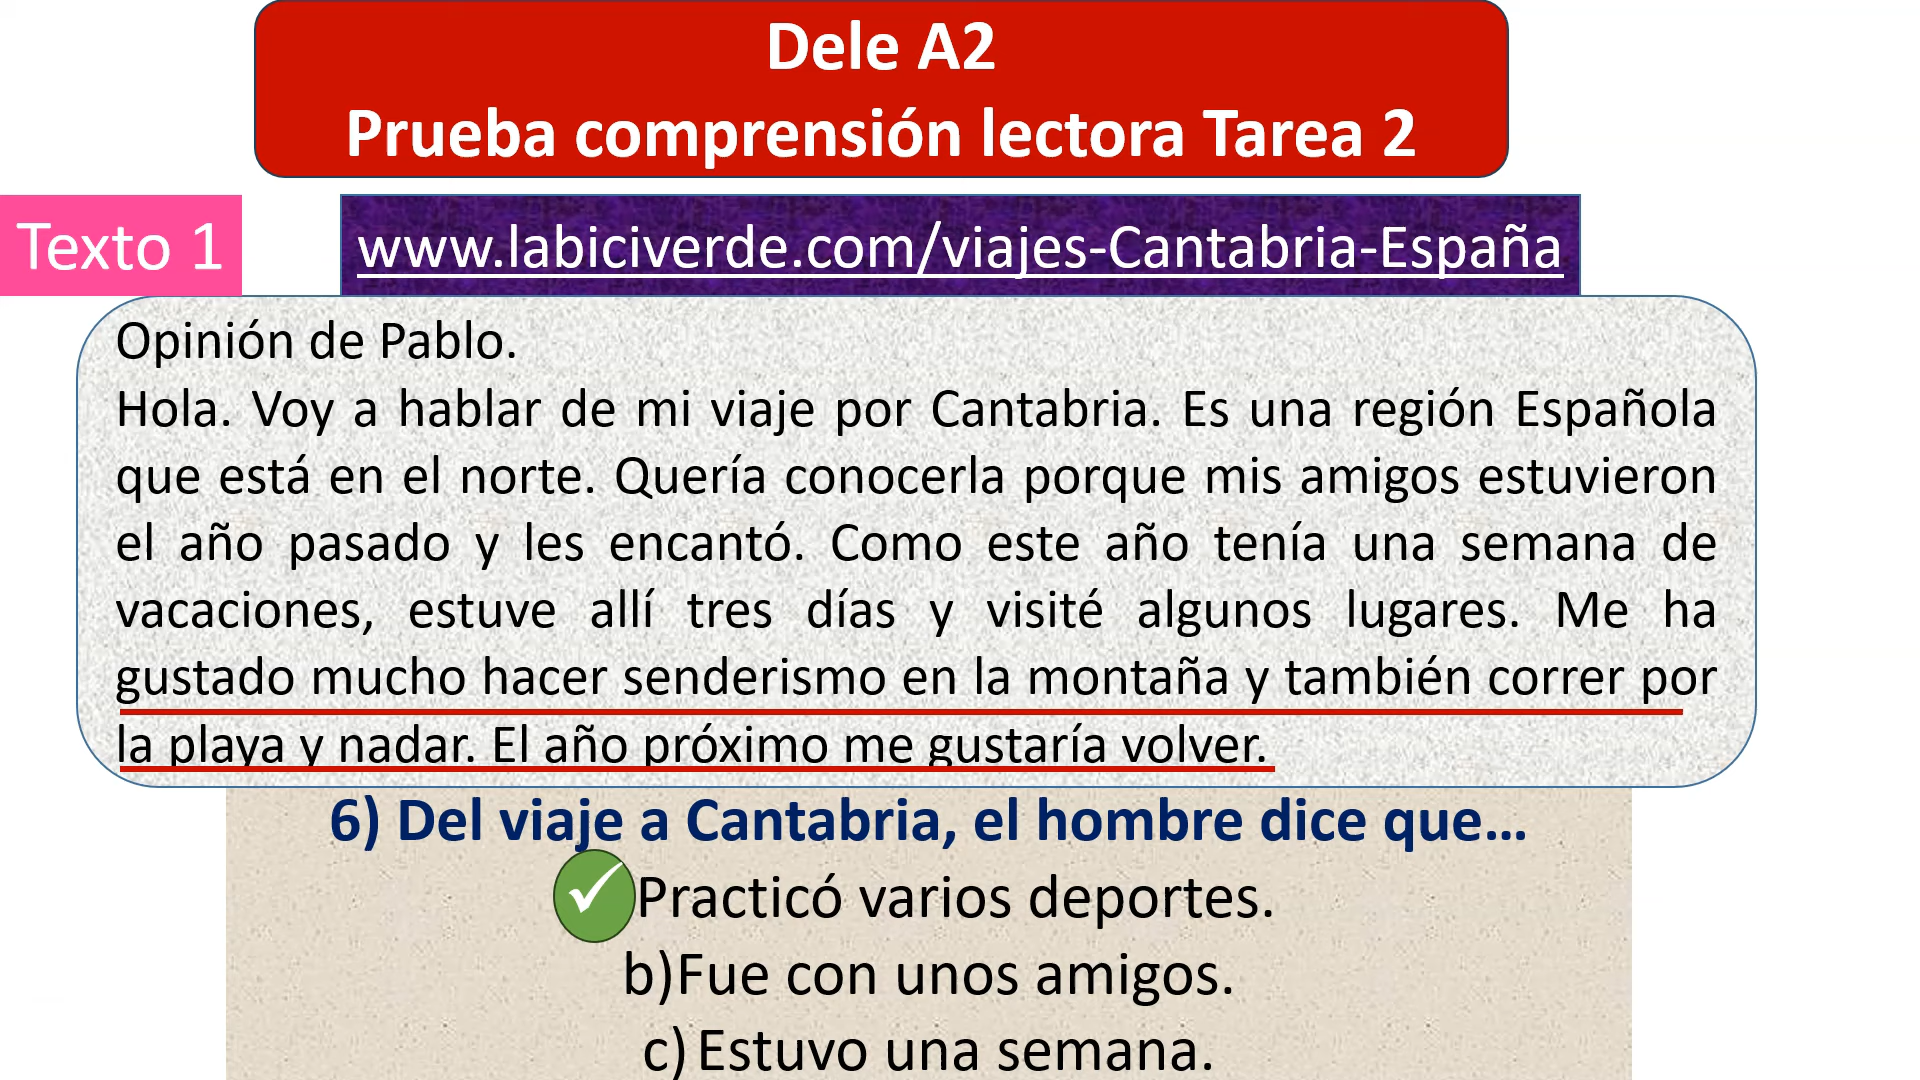 Dele A2
Prueba comprensión lectora Tarea 2
Texto 1
www.labiciverde.com/viajes-Cantabria-España
Opinión de Pablo.
Hola. Voy a hablar de mi viaje por Cantabria. Es una región Española
que está en el norte. Quería conocerla porque mis amigos estuvieron
el año pasado y les encantó. Como este año tenía una semana de
vacaciones, estuve allí tres días y visité algunos lugares. Me ha
gustado mucho hacer senderismo en la montaña y también correr por
la playa y nadar. El año próximo me gustaría volver.
6) Del viaje a Cantabria, el hombre dice que...
Practicó varios deportes.
b)Fue con unos amigos.
c) Estuvo una semana.